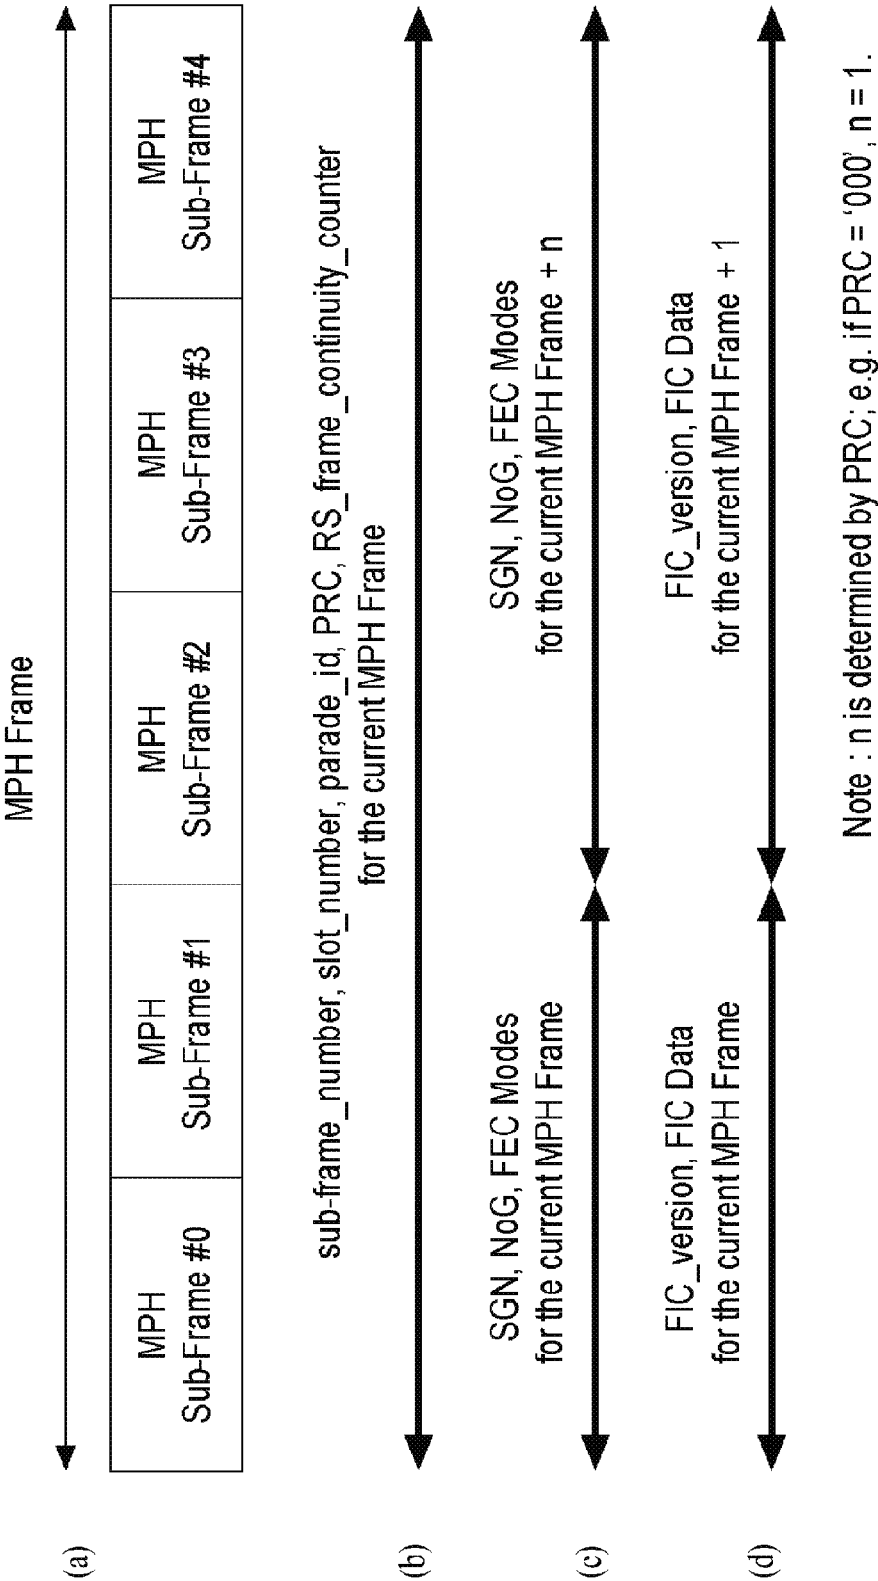 MPH Frame
(a)
MPH
Sub-Frame #0
MPH
Sub-Frame #1
MPH
Sub-Frame #2
MPH
Sub-Frame #3
MPH
Sub-Frame #4
sub-frame_number, slot_number, parade_id, PRC, RS_frame_continuity_counter
for the current MPH Frame
(b)
SGN, NoG, FEC Modes
for the current MPH Frame
SGN, NoG, FEC Modes
for the current MPH Frame + n
(c)
FIC_version, FIC Data
for the current MPH Frame
FIC_version, FIC Data
for the current MPH Frame + 1
(d)
Note : n is determined by PRC; e.g. if PRC = ‘000’, n = 1.